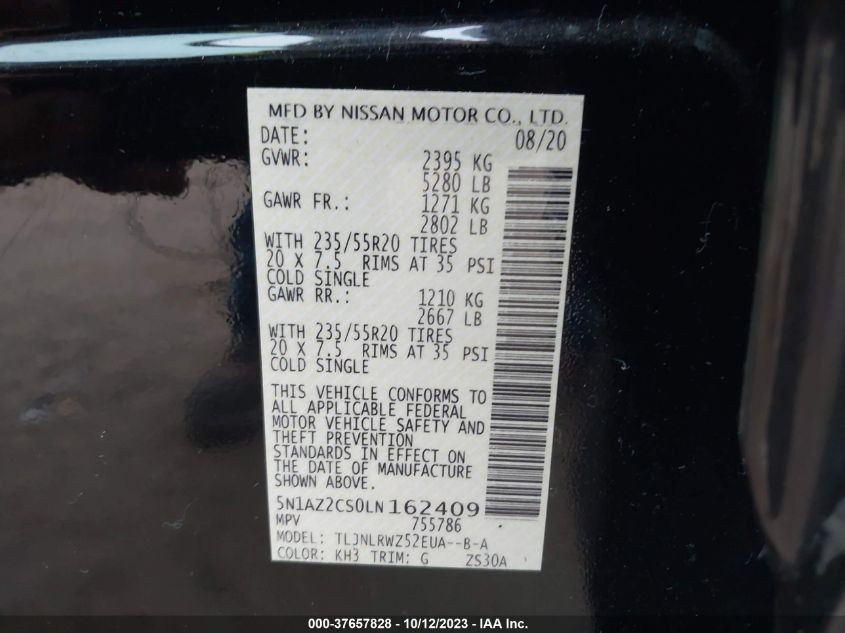 MFD BY NISSAN MOTOR CO., LTD.
DATE: 08/20
GVWR: 2395 KG
5280 LB
GAWR FR.: 1271 KG
2802 LB
WITH 235/55R20 TIRES
20 X 7.5 RIMS AT 35 PSI
COLD SINGLE
GAWR RR.: 1210 KG
2667 LB
WITH 235/55R20 TIRES
20 X 7.5 RIMS AT 35 PSI
COLD SINGLE
THIS VEHICLE CONFORMS TO
ALL APPLICABLE FEDERAL
MOTOR VEHICLE SAFETY AND
THEFT PREVENTION
STANDARDS IN EFFECT ON
THE DATE OF MANUFACTURE
SHOWN ABOVE.
5N1AZ2CS0LN162409
MPV 755786
MODEL: TLJNLRWZ52EUA--B-A
COLOR: KH3 TRIM: G ZS30A
000-37657828 - 10/12/2023 - IAA Inc.